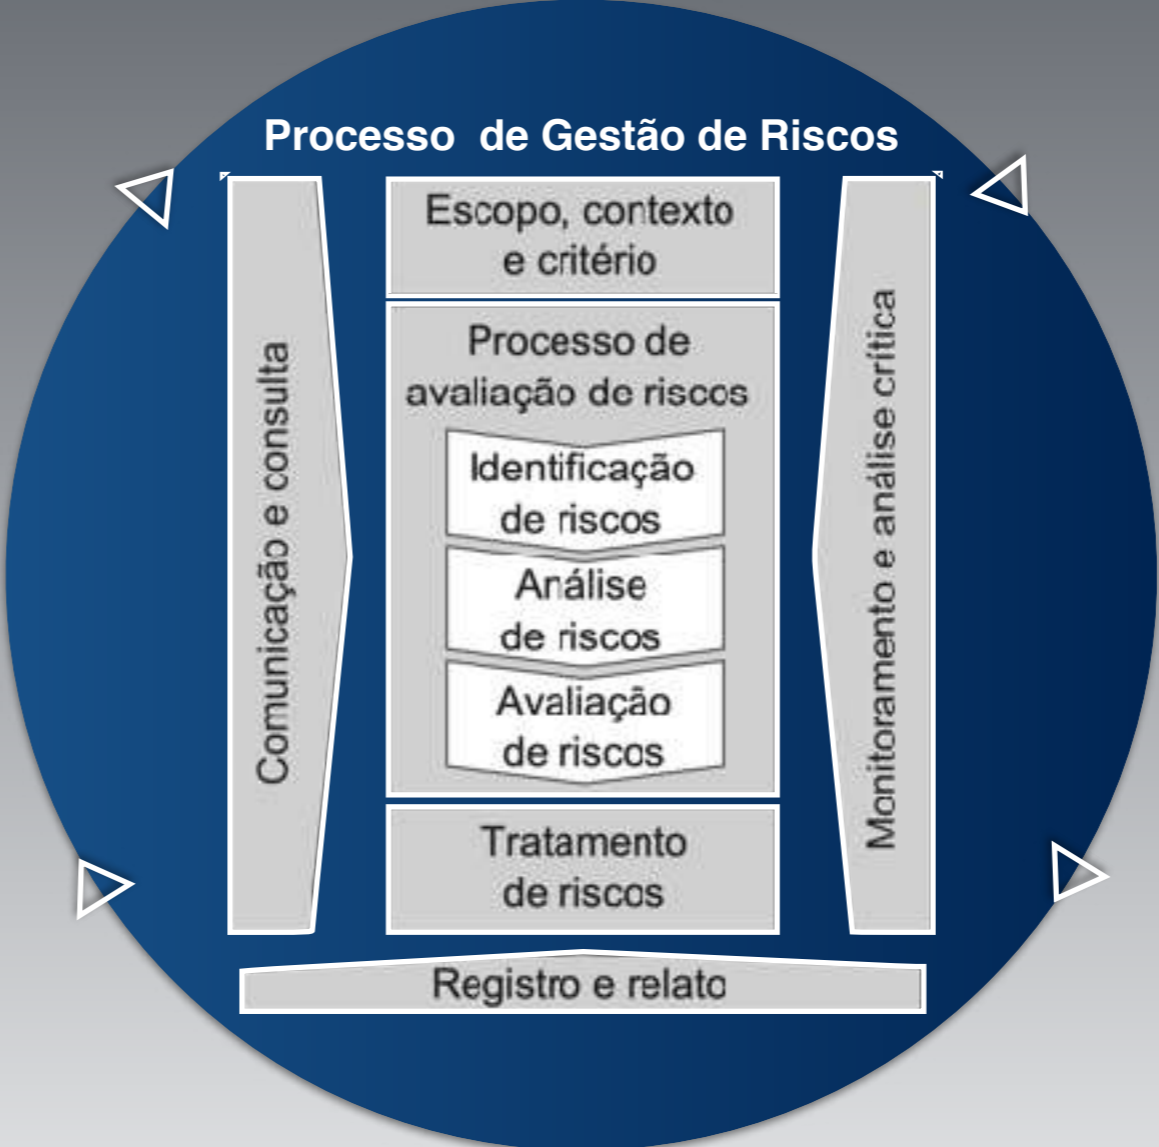 Processo de Gestão de Riscos
Escopo, contexto
e critério
Processo de
avaliação de riscos
Identificação
de riscos
Análise
de riscos
Avaliação
de riscos
Tratamento
de riscos
Comunicação e consulta
Monitoramento e análise crítica
Registro e relato